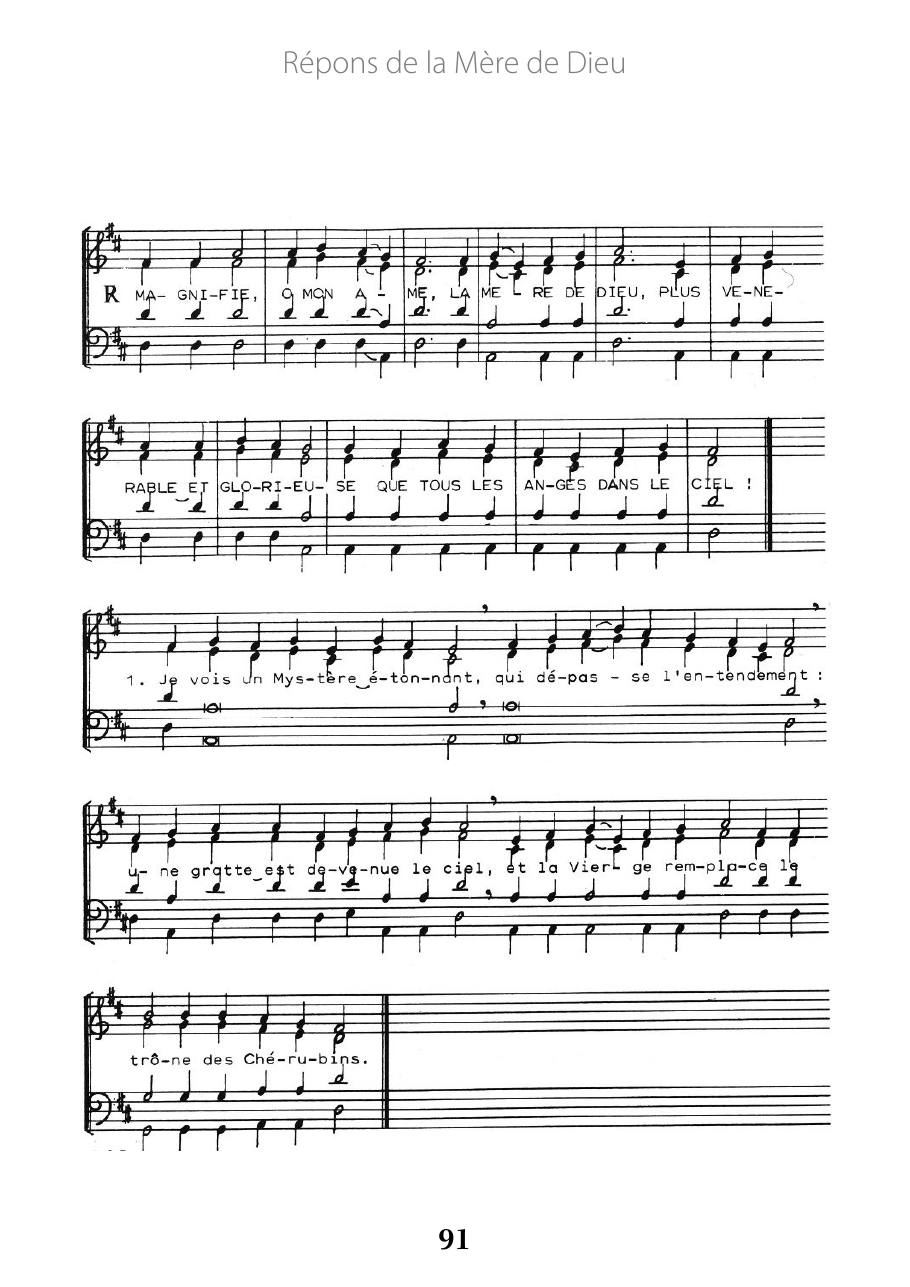 Répons de la Mère de Dieu
R MA- GNI-FIE, O MON A - ME, LA ME - RE DE DIEU, PLUS VE-NE-
RABLE ET GLO-RI-EU- SE QUE TOUS LES AN-GES DANS LE CIEL !
1. Je vois un Mys-tère é-ton-nant, qui dé-pas - se l'en-tendement :
u- ne grotte est de-ve-nue le ciel, et la Vier- ge rem-pla-ce le
trô-ne des Ché-ru-bins.
91